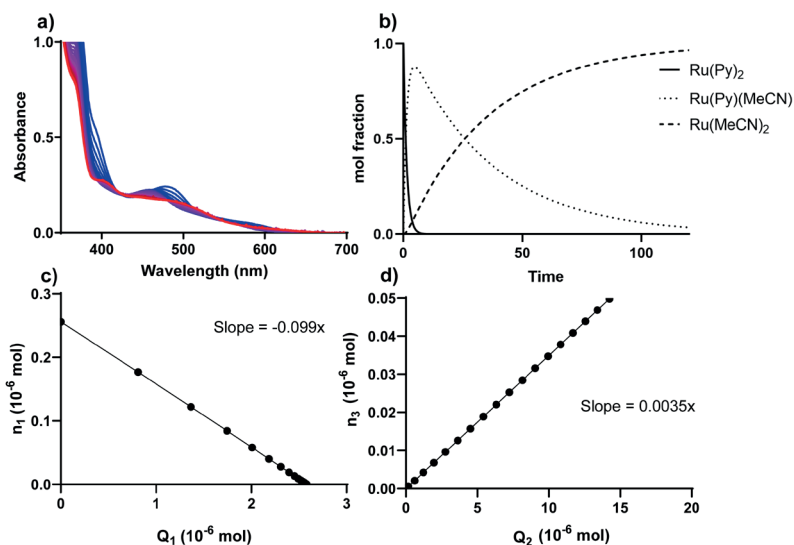 a)
1.0
0.5
0.0
Absorbance
400 500 600 700
Wavelength (nm)
b)
1.0
0.5
0.0
mol fraction
0 50 100
Time
Ru(Py)₂
Ru(Py)(MeCN)
Ru(MeCN)₂
c)
0.3
0.2
0.1
0.0
n₁ (10⁻⁶ mol)
Slope = -0.099x
0 1 2 3
Q₁ (10⁻⁶ mol)
d)
0.05
0.04
0.03
0.02
0.01
0.00
n₃ (10⁻⁶ mol)
Slope = 0.0035x
0 5 10 15 20
Q₂ (10⁻⁶ mol)